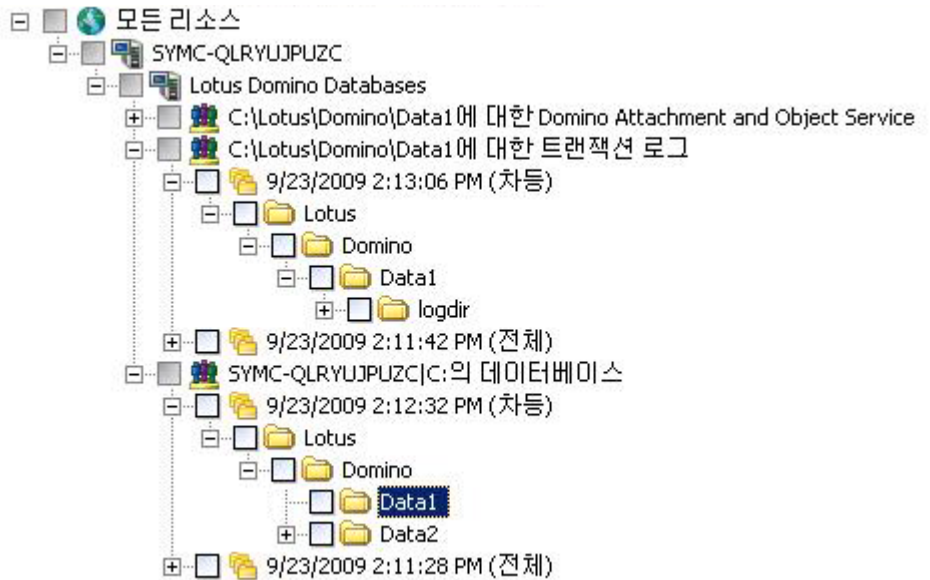 모든 리소스
SYMC-QLRYUJPUZC
Lotus Domino Databases
C:\Lotus\Domino\Data1에 대한 Domino Attachment and Object Service
C:\Lotus\Domino\Data1에 대한 트랜잭션 로그
9/23/2009 2:13:06 PM (차등)
Lotus
Domino
Data1
logdir
9/23/2009 2:11:42 PM (전체)
SYMC-QLRYUJPUZC|C:의 데이터베이스
9/23/2009 2:12:32 PM (차등)
Lotus
Domino
Data1
Data2
9/23/2009 2:11:28 PM (전체)